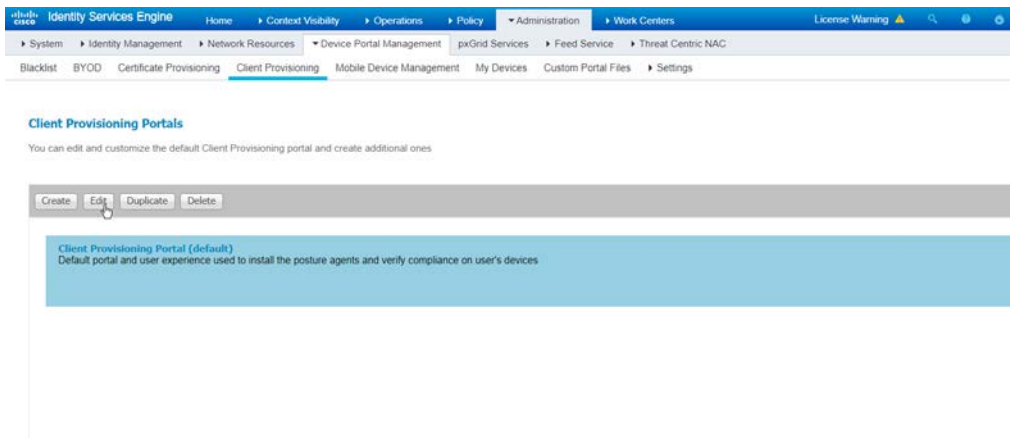 cisco Identity Services Engine Home Context Visibility Operations Policy Administration Work Centers License Warning
System Identity Management Network Resources Device Portal Management pxGrid Services Feed Service Threat Centric NAC
Blacklist BYOD Certificate Provisioning Client Provisioning Mobile Device Management My Devices Custom Portal Files Settings
Client Provisioning Portals
You can edit and customize the default Client Provisioning portal and create additional ones
Create Edit Duplicate Delete
Client Provisioning Portal (default)
Default portal and user experience used to install the posture agents and verify compliance on user's devices